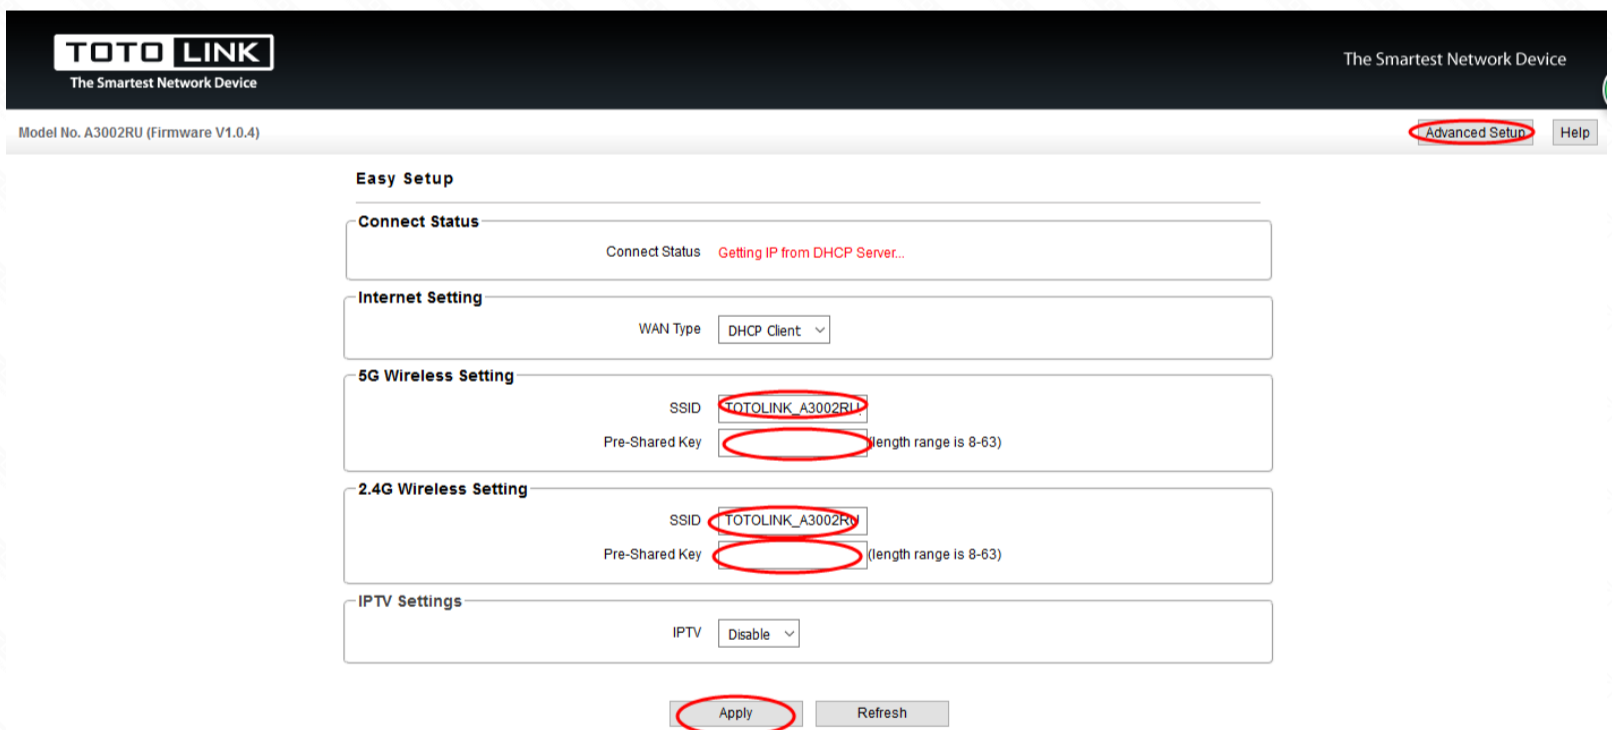 TOTO LINK
The Smartest Network Device
The Smartest Network Device
Model No. A3002RU (Firmware V1.0.4)
Advanced Setup
Help
Easy Setup
Connect Status
Connect Status Getting IP from DHCP Server...
Internet Setting
WAN Type DHCP Client
5G Wireless Setting
SSID TOTOLINK_A3002RU
Pre-Shared Key (length range is 8-63)
2.4G Wireless Setting
SSID TOTOLINK_A3002RU
Pre-Shared Key (length range is 8-63)
IPTV Settings
IPTV Disable
Apply Refresh